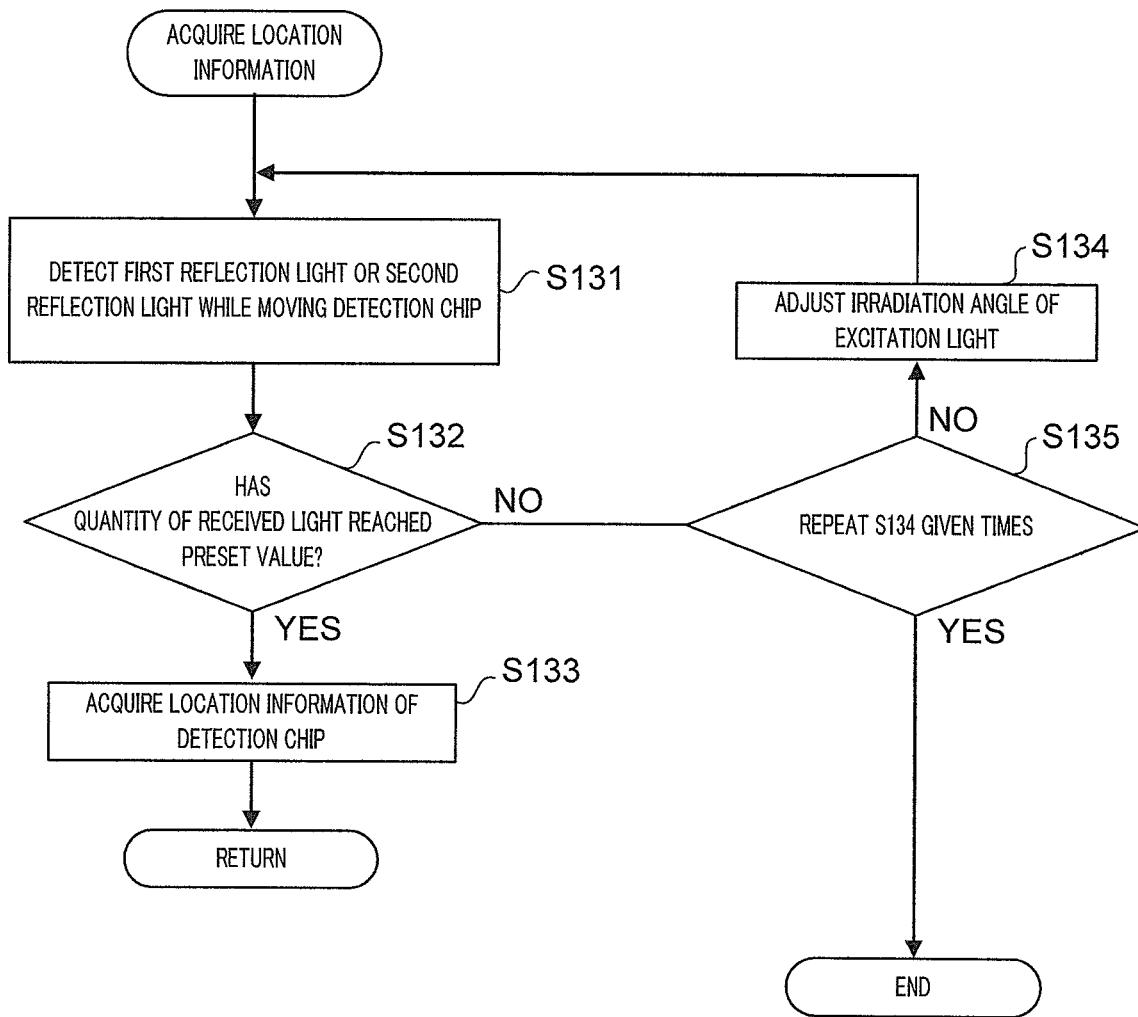 ACQUIRE LOCATION
INFORMATION
DETECT FIRST REFLECTION LIGHT OR SECOND
REFLECTION LIGHT WHILE MOVING DETECTION CHIP
S131
S134
ADJUST IRRADIATION ANGLE OF
EXCITATION LIGHT
NO
S132
S135
HAS
QUANTITY OF RECEIVED LIGHT REACHED
PRESET VALUE?
NO
REPEAT S134 GIVEN TIMES
YES
YES
S133
ACQUIRE LOCATION INFORMATION OF
DETECTION CHIP
RETURN
END